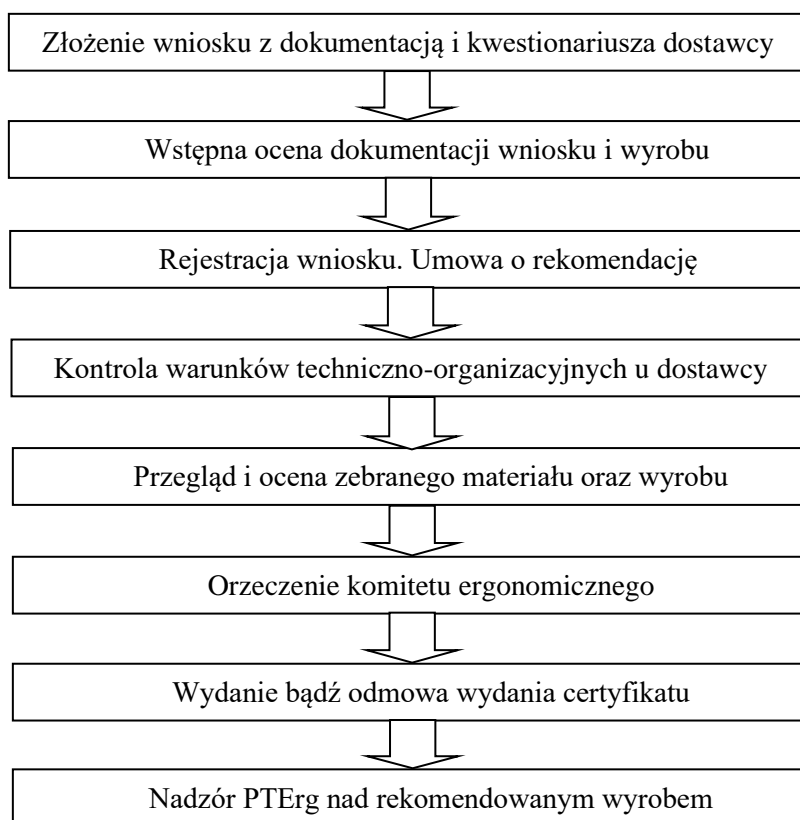 Złożenie wniosku z dokumentacją i kwestionariusza dostawcy
Wstępna ocena dokumentacji wniosku i wyrobu
Rejestracja wniosku. Umowa o rekomendację
Kontrola warunków techniczno-organizacyjnych u dostawcy
Przegląd i ocena zebranego materiału oraz wyrobu
Orzeczenie komitetu ergonomicznego
Wydanie bądź odmowa wydania certyfikatu
Nadzór PTErg nad rekomendowanym wyrobem